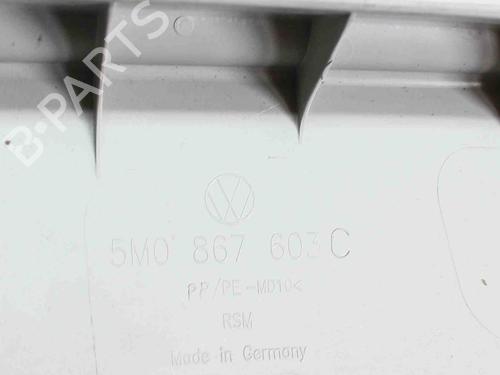 B-PARTS
5M0 867 603 C
PP/PE-MD10<
RSM
Made in Germany